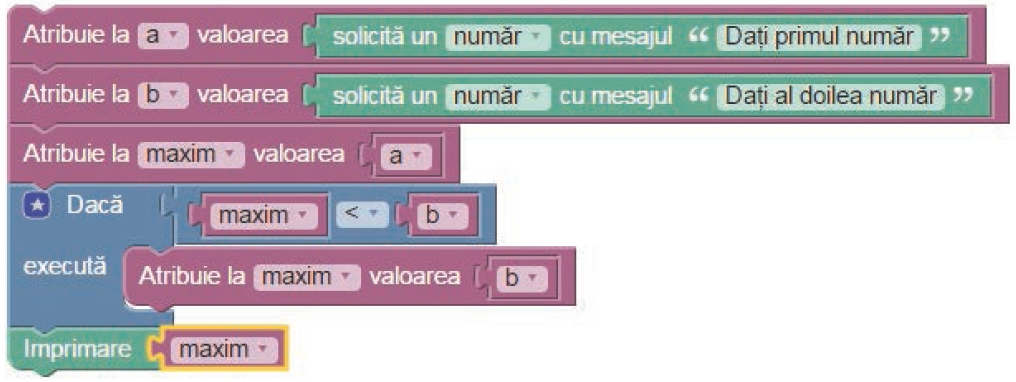 Atribuie la a valoarea solicită un număr cu mesajul “ Dați primul număr ”
Atribuie la b valoarea solicită un număr cu mesajul “ Dați al doilea număr ”
Atribuie la maxim valoarea a
Dacă maxim < b
execută Atribuie la maxim valoarea b
Imprimare maxim